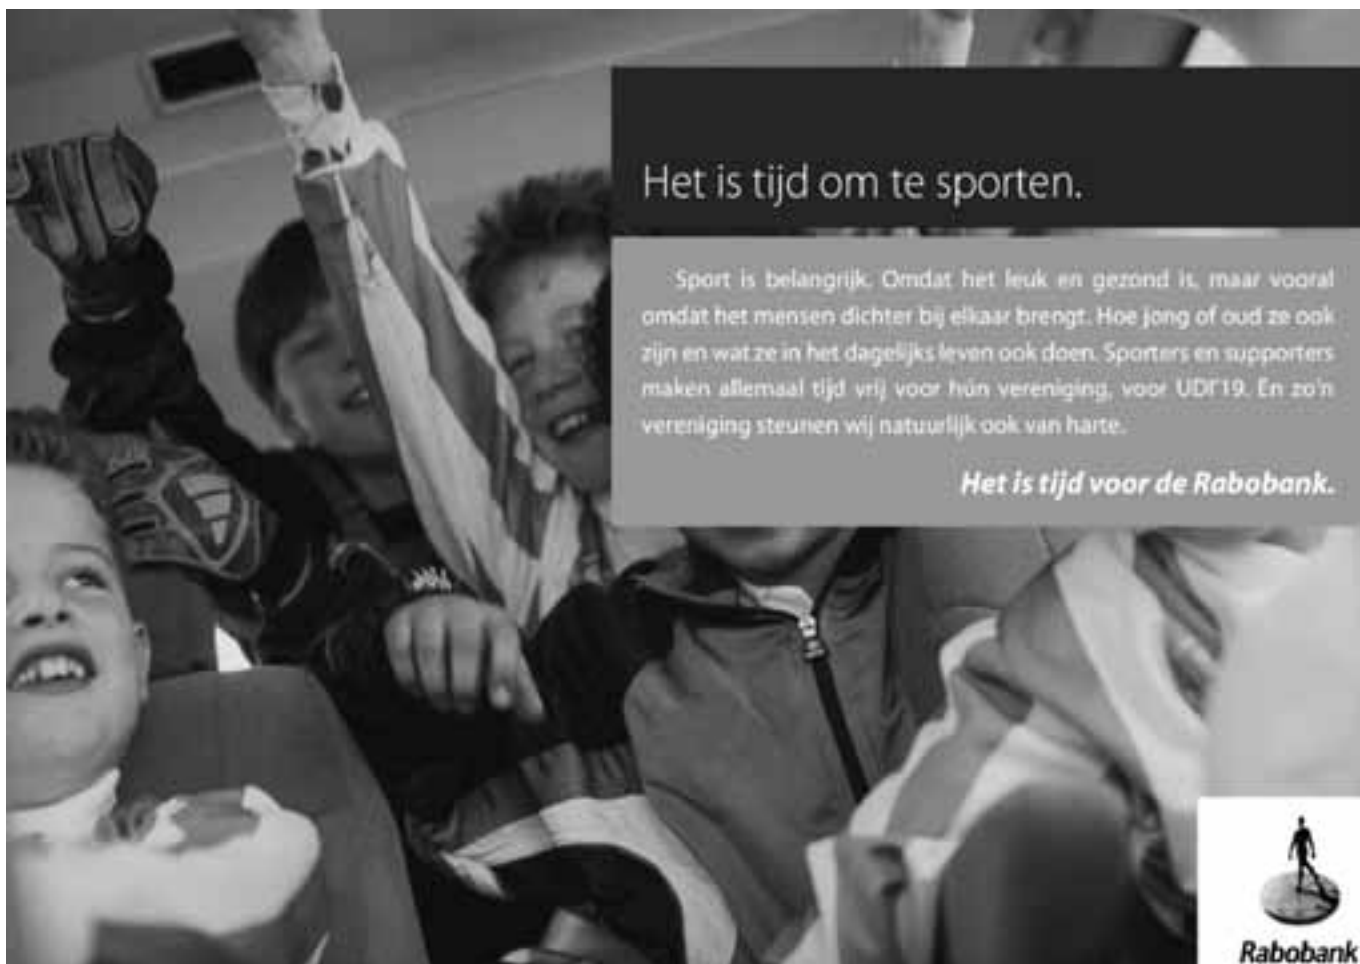 Het is tijd om te sporten.
Sport is belangrijk. Omdat het leuk en gezond is, maar vooral
omdat het mensen dichter bij elkaar brengt. Hoe jong of oud ze ook
zijn en wat ze in het dagelijks leven ook doen. Sporters en supporters
maken allemaal tijd vrij voor hún vereniging, voor UDI'19. En zo'n
vereniging steunen wij natuurlijk ook van harte.
Het is tijd voor de Rabobank.
Rabobank